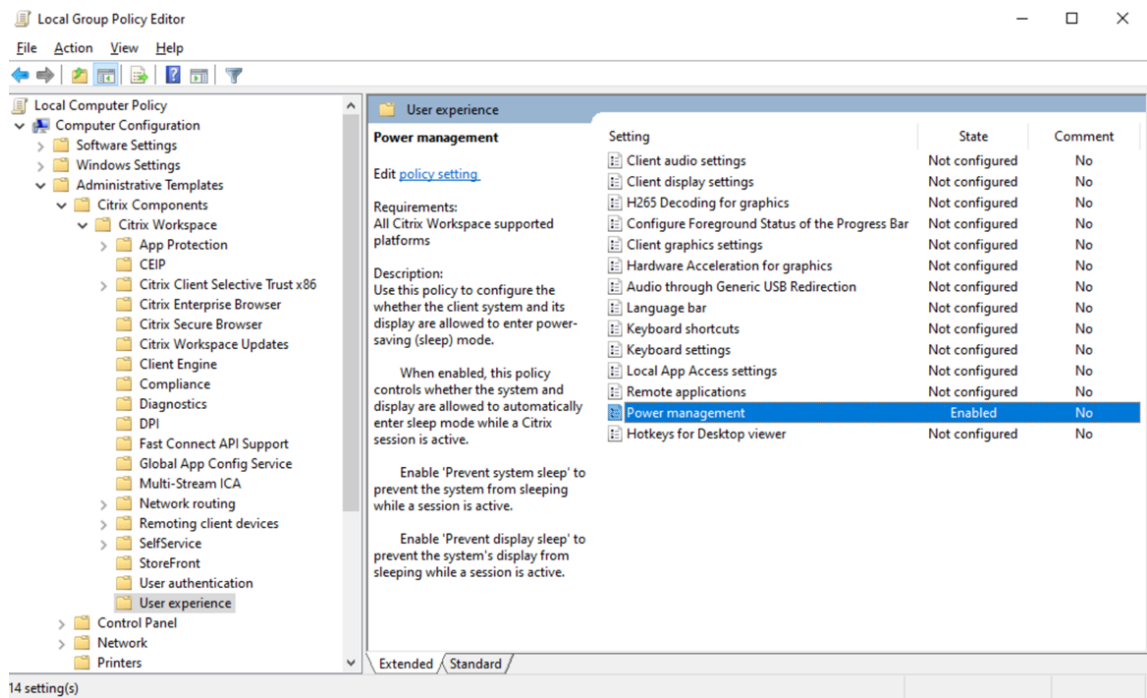 Local Group Policy Editor
File Action View Help
Local Computer Policy
Computer Configuration
Software Settings
Windows Settings
Administrative Templates
Citrix Components
Citrix Workspace
App Protection
CEIP
Citrix Client Selective Trust x86
Citrix Enterprise Browser
Citrix Secure Browser
Citrix Workspace Updates
Client Engine
Compliance
Diagnostics
DPI
Fast Connect API Support
Global App Config Service
Multi-Stream ICA
Network routing
Remoting client devices
SelfService
StoreFront
User authentication
User experience
Control Panel
Network
Printers
User experience
Power management
Edit policy setting
Requirements:
All Citrix Workspace supported
platforms
Description:
Use this policy to configure the
whether the client system and its
display are allowed to enter power-
saving (sleep) mode.
When enabled, this policy
controls whether the system and
display are allowed to automatically
enter sleep mode while a Citrix
session is active.
Enable 'Prevent system sleep' to
prevent the system from sleeping
while a session is active.
Enable 'Prevent display sleep' to
prevent the system's display from
sleeping while a session is active.
Setting State Comment
Client audio settings Not configured No
Client display settings Not configured No
H265 Decoding for graphics Not configured No
Configure Foreground Status of the Progress Bar Not configured No
Client graphics settings Not configured No
Hardware Acceleration for graphics Not configured No
Audio through Generic USB Redirection Not configured No
Language bar Not configured No
Keyboard shortcuts Not configured No
Keyboard settings Not configured No
Local App Access settings Not configured No
Remote applications Not configured No
Power management Enabled No
Hotkeys for Desktop viewer Not configured No
Extended Standard
14 setting(s)